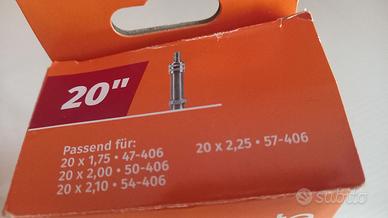 20"
Passend für:
20 x 1,75 • 47-406
20 x 2,00 • 50-406
20 x 2,10 • 54-406
20 x 2,25 • 57-406
subito